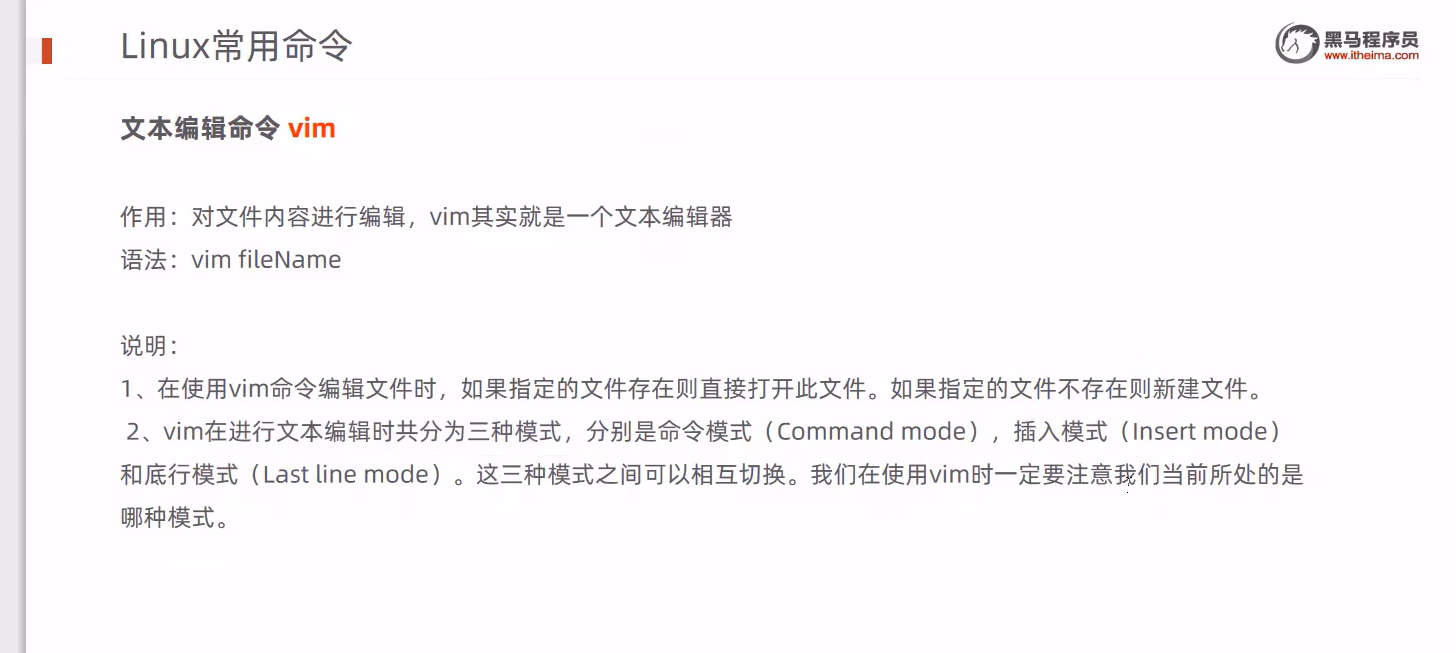 Linux常用命令
黑马程序员
www.itheima.com
文本编辑命令 vim
作用：对文件内容进行编辑，vim其实就是一个文本编辑器
语法：vim fileName
说明：
1、在使用vim命令编辑文件时，如果指定的文件存在则直接打开此文件。如果指定的文件不存在则新建文件。
2、vim在进行文本编辑时共分为三种模式，分别是命令模式（Command mode），插入模式（Insert mode）
和底行模式（Last line mode）。这三种模式之间可以相互切换。我们在使用vim时一定要注意我们当前所处的是
哪种模式。